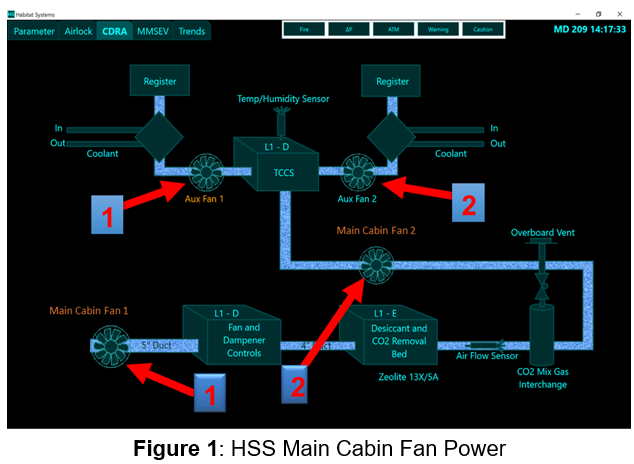 HS Habitat Systems
Parameter Airlock CDRA MMSEV Trends
Fire ΔP ATM Warning Caution
MD 209 14:17:33
Register
Register
Temp/Humidity Sensor
In
Out
Coolant
L1 - D
TCCS
In
Out
Coolant
Aux Fan 1
Aux Fan 2
1
2
Main Cabin Fan 2
Overboard Vent
Main Cabin Fan 1
L1 - D
Fan and
Dampener
Controls
L1 - E
Desiccant and
CO2 Removal
Bed
5" Duct
Air Flow Sensor
Zeolite 13X/5A
CO2 Mix Gas
Interchange
1
2
Figure 1: HSS Main Cabin Fan Power